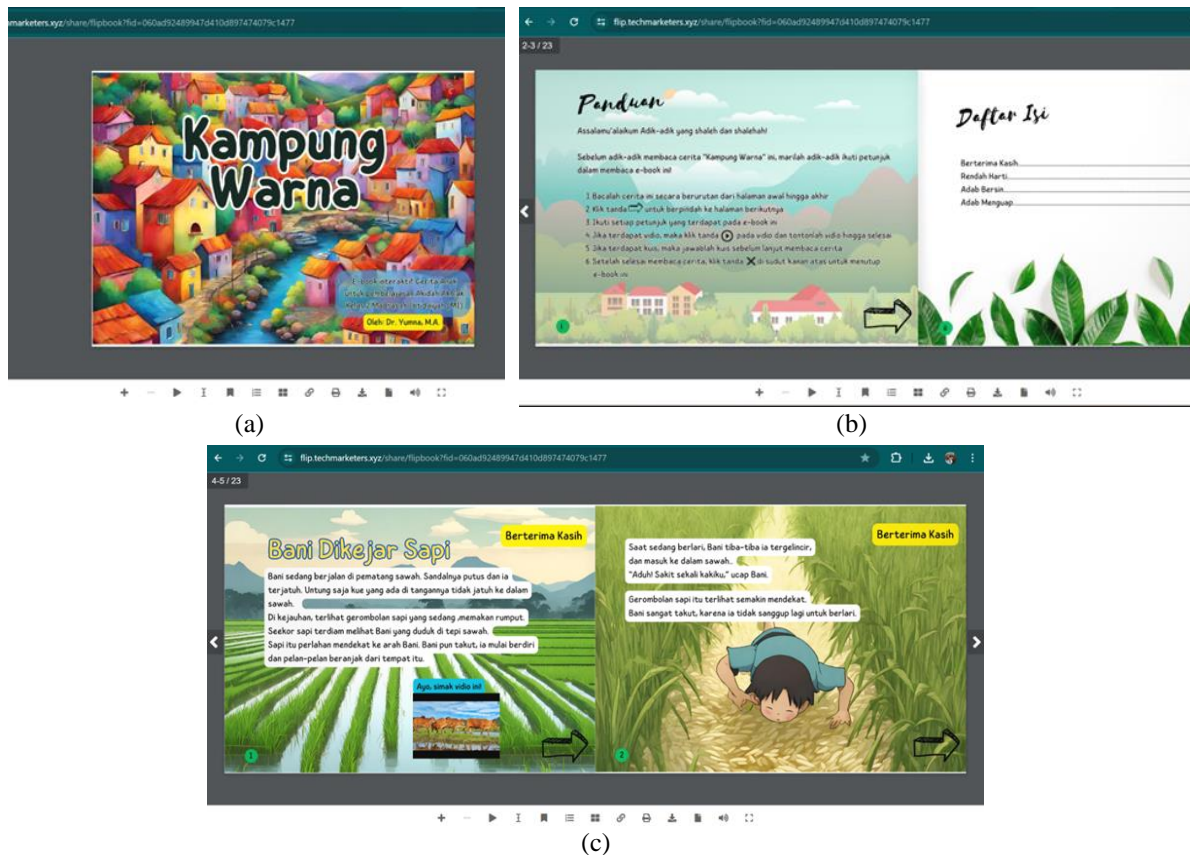 marketers.xyz/share/flipbook?fid=060ad92489947d410d897474079c1477
Kampung
Warna
E-book interaktif Cerita Anak
untuk pembelajaran Akidah Akhlak
Oleh: Dr. Yumna, M.A.
(a)
flip.techmarketers.xyz/share/flipbook?fid=060ad92489947d410d897474079c1477
2-3 / 23
Panduan
Assalamu'alaikum Adik-adik yang shaleh dan shalehah!
Sebelum adik-adik membaca cerita "Kampung Warna" ini, marilah adik-adik ikuti petunjuk
dalam membaca e-book ini!
1. Bacalah cerita ini secara berurutan dari halaman awal hingga akhir
2. Klik tanda untuk berpindah ke halaman berikutnya
3. Ikuti setiap petunjuk yang terdapat pada e-book ini
4. Jika terdapat vidio, maka klik tanda pada vidio dan tontonlah vidio hingga selesai
5. Jika terdapat kuis, maka jawablah kuis sebelum lanjut membaca cerita
6. Setelah selesai membaca cerita, klik tanda X di sudut kanan atas untuk menutup
e-book ini
Daftar Isi
Berterima Kasih
Rendah Harti
Adab Bersin
Adab Menguap
(b)
flip.techmarketers.xyz/share/flipbook?fid=060ad92489947d410d897474079c1477
4-5 / 23
Bani Dikejar Sapi
Berterima Kasih
Bani sedang berjalan di pematang sawah. Sandalnya putus dan ia
terjatuh. Untung saja kue yang ada di tangannya tidak jatuh ke dalam
sawah.
Di kejauhan, terlihat gerombolan sapi yang sedang ,memakan rumput.
Seekor sapi terdiam melihat Bani yang duduk di tepi sawah.
Sapi itu perlahan mendekat ke arah Bani. Bani pun takut, ia mulai berdiri
dan pelan-pelan beranjak dari tempat itu.
Ayo, simak vidio ini!
1
Berterima Kasih
Saat sedang berlari, Bani tiba-tiba ia tergelincir,
dan masuk ke dalam sawah.
"Aduh! Sakit sekali kakiku," ucap Bani.
Gerombolan sapi itu terlihat semakin mendekat.
Bani sangat takut, karena ia tidak sanggup lagi untuk berlari.
2
(c)